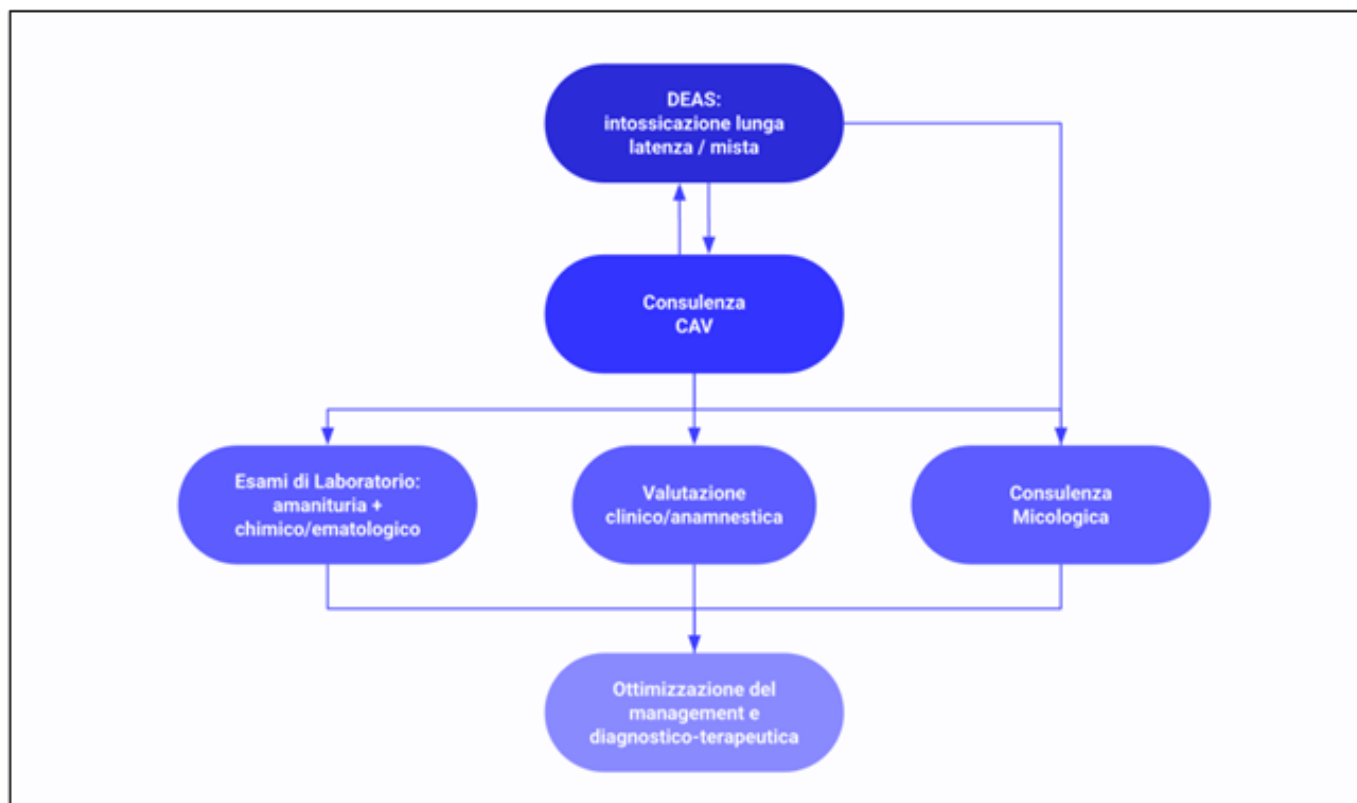 DEAS:
intossicazione lunga
latenza / mista
Consulenza
CAV
Esami di Laboratorio:
amanituria +
chimico/ematologico
Valutazione
clinico/anamnestica
Consulenza
Micologica
Ottimizzazione del
management e
diagnostico-terapeutica